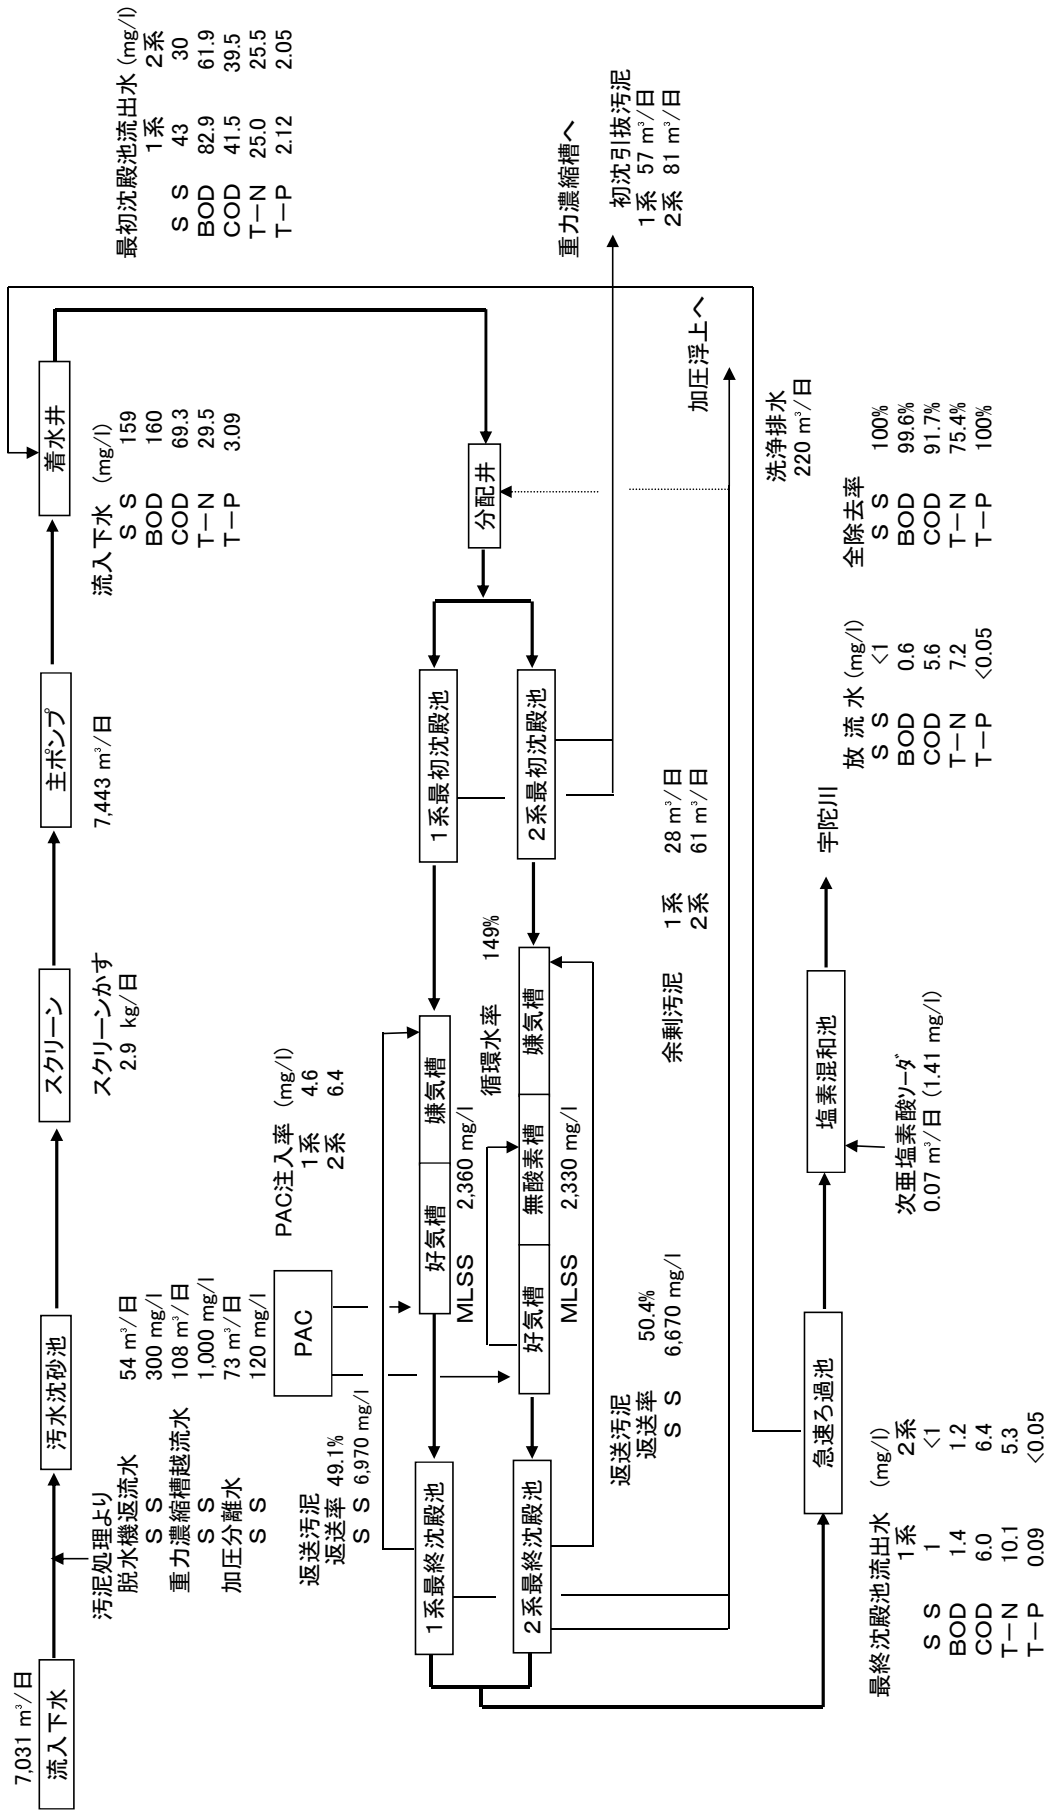 7,031 m³/日
流入下水
汚水沈砂池
スクリーン
主ポンプ
着水井
汚泥処理より
脱水機返流水 54 m³/日
S S 300 mg/l
重力濃縮槽越流水 108 m³/日
S S 1,000 mg/l
加圧分離水 73 m³/日
S S 120 mg/l
スクリーンかす
2.9 kg/日
7,443 m³/日
流入下水 (mg/l)
S S 159
BOD 160
COD 69.3
T-N 29.5
T-P 3.09
最初沈殿池流出水 (mg/l)
1系 2系
S S 43 30
BOD 82.9 61.9
COD 41.5 39.5
T-N 25.0 25.5
T-P 2.12 2.05
PAC
PAC注入率 (mg/l)
1系 4.6
2系 6.4
返送汚泥
返送率 49.1%
S S 6,970 mg/l
1系最終沈殿池
好気槽
嫌気槽
1系最初沈殿池
分配井
MLSS 2,360 mg/l
循環水率 149%
2系最終沈殿池
好気槽
無酸素槽
嫌気槽
2系最初沈殿池
MLSS 2,330 mg/l
重力濃縮槽へ
初沈引抜汚泥
1系 57 m³/日
2系 81 m³/日
返送汚泥
返送率 50.4%
S S 6,670 mg/l
余剰汚泥 1系 28 m³/日
2系 61 m³/日
加圧浮上へ
洗浄排水
220 m³/日
急速ろ過池
塩素混和池
宇陀川
最終沈殿池流出水 (mg/l)
1系 2系
S S 1 <1
BOD 1.4 1.2
COD 6.0 6.4
T-N 10.1 5.3
T-P 0.09 <0.05
次亜塩素酸ソーダ
0.07 m³/日 (1.41 mg/l)
放 流 水 (mg/l)
S S <1
BOD 0.6
COD 5.6
T-N 7.2
T-P <0.05
全除去率
S S 100%
BOD 99.6%
COD 91.7%
T-N 75.4%
T-P 100%